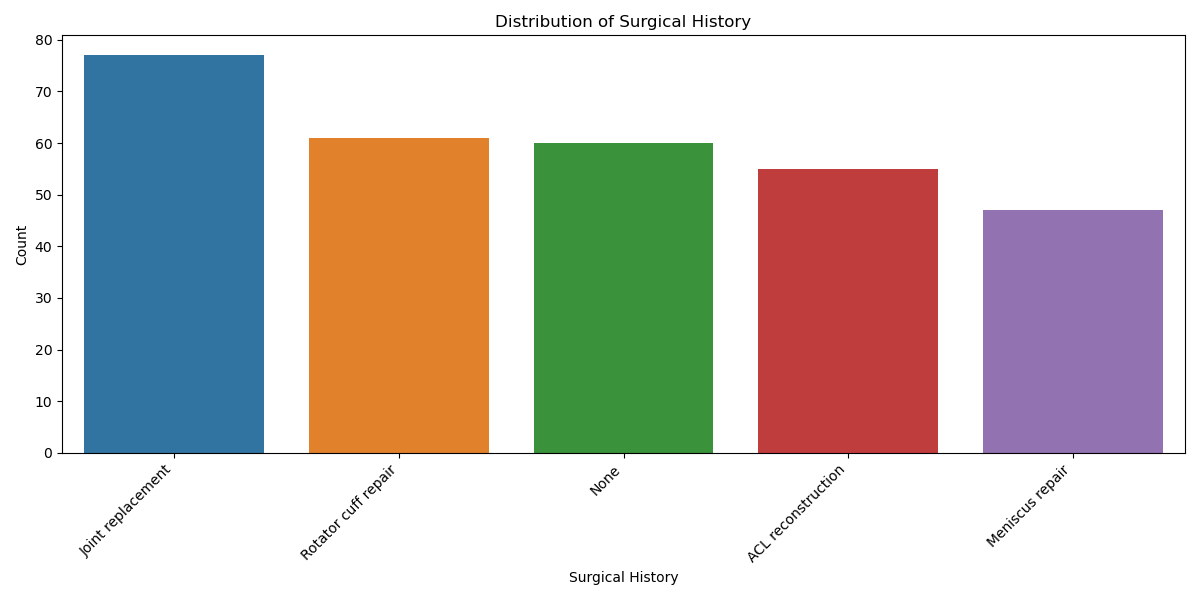 Distribution of Surgical History
80
70
60
50
40
30
20
10
0
Count
Joint replacement
Rotator cuff repair
None
ACL reconstruction
Meniscus repair
Surgical History